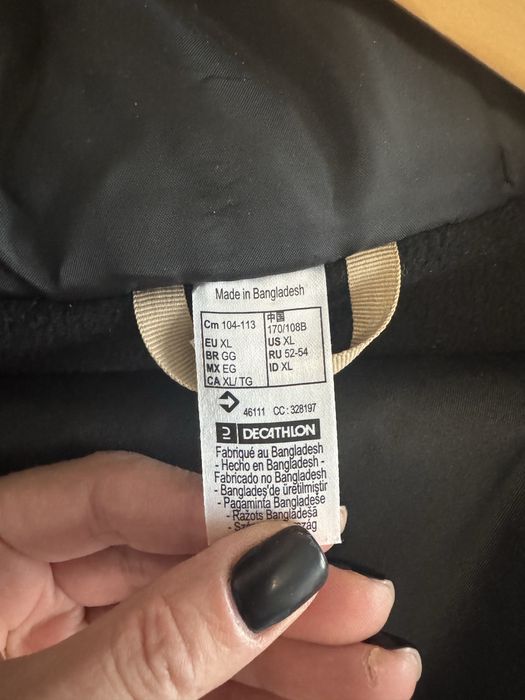 Made in Bangladesh
Cm 104-113
EU XL
BR GG
MX EG
CA XL/ TG
中国
170/108B
US XL
RU 52-54
ID XL
46111 CC : 328197
DECATHLON
Fabriqué au Bangladesh
- Hecho en Bangladesh -
Fabricado no Bangladesh
- Bangladeş'de üretilmiştir
- Pagaminta Bangladeše
- Ražots Bangladešā